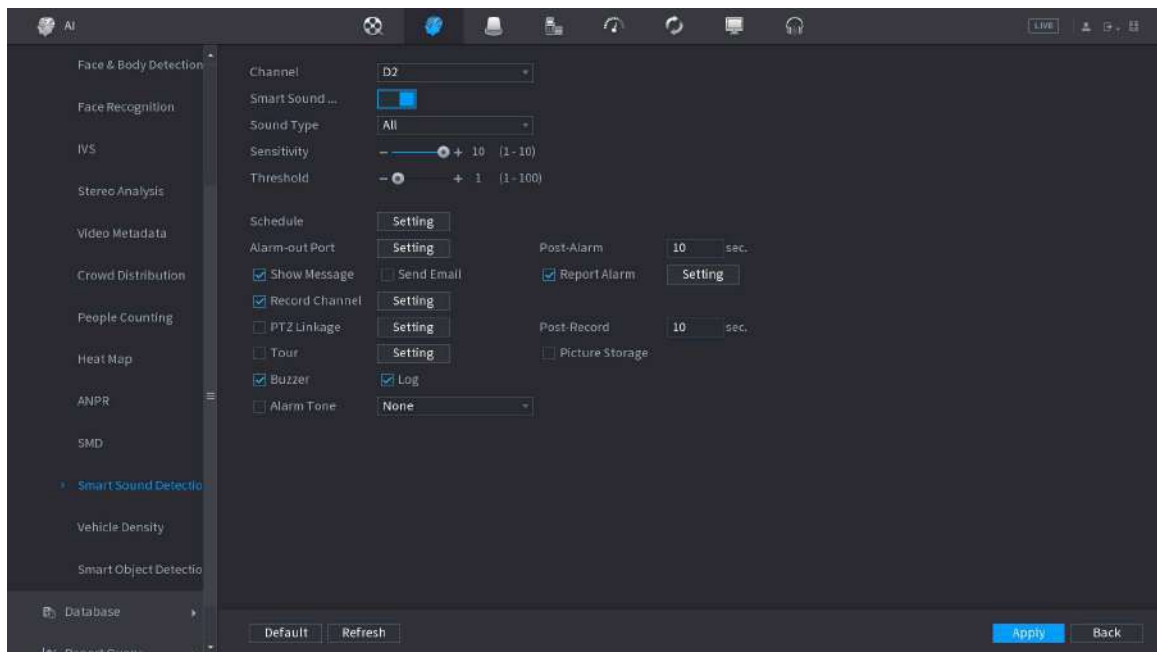 AI
LIVE
Face & Body Detection
Face Recognition
IVS
Stereo Analysis
Video Metadata
Crowd Distribution
People Counting
Heat Map
ANPR
SMD
Smart Sound Detectio
Vehicle Density
Smart Object Detectio
Database
Channel D2
Smart Sound ...
Sound Type All
Sensitivity - + 10 (1-10)
Threshold - + 1 (1-100)
Schedule Setting
Alarm-out Port Setting Post-Alarm 10 sec.
Show Message Send Email Report Alarm Setting
Record Channel Setting
PTZ Linkage Setting Post-Record 10 sec.
Tour Setting Picture Storage
Buzzer Log
Alarm Tone None
Default Refresh Apply Back